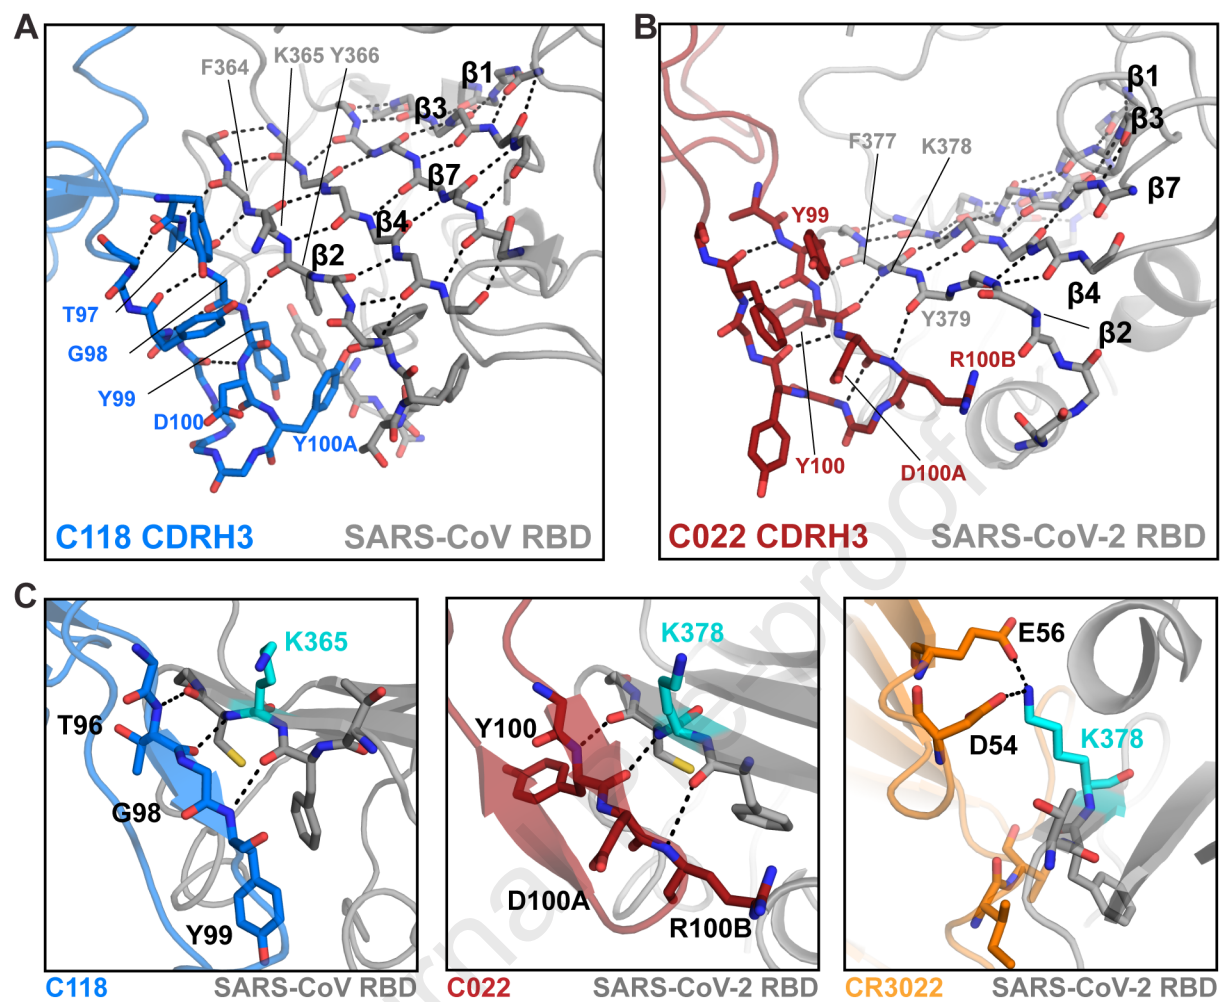 A
F364
K365 Y366
β1
β3
β7
β4
β2
T97
G98
Y99
D100
Y100A
C118 CDRH3
SARS-CoV RBD
B
β1
β3
F377
K378
β7
Y99
β4
Y379
β2
R100B
Y100
D100A
C022 CDRH3
SARS-CoV-2 RBD
C
K365
T96
G98
Y99
C118
SARS-CoV RBD
K378
Y100
D100A
R100B
C022
SARS-CoV-2 RBD
E56
D54
K378
CR3022
SARS-CoV-2 RBD